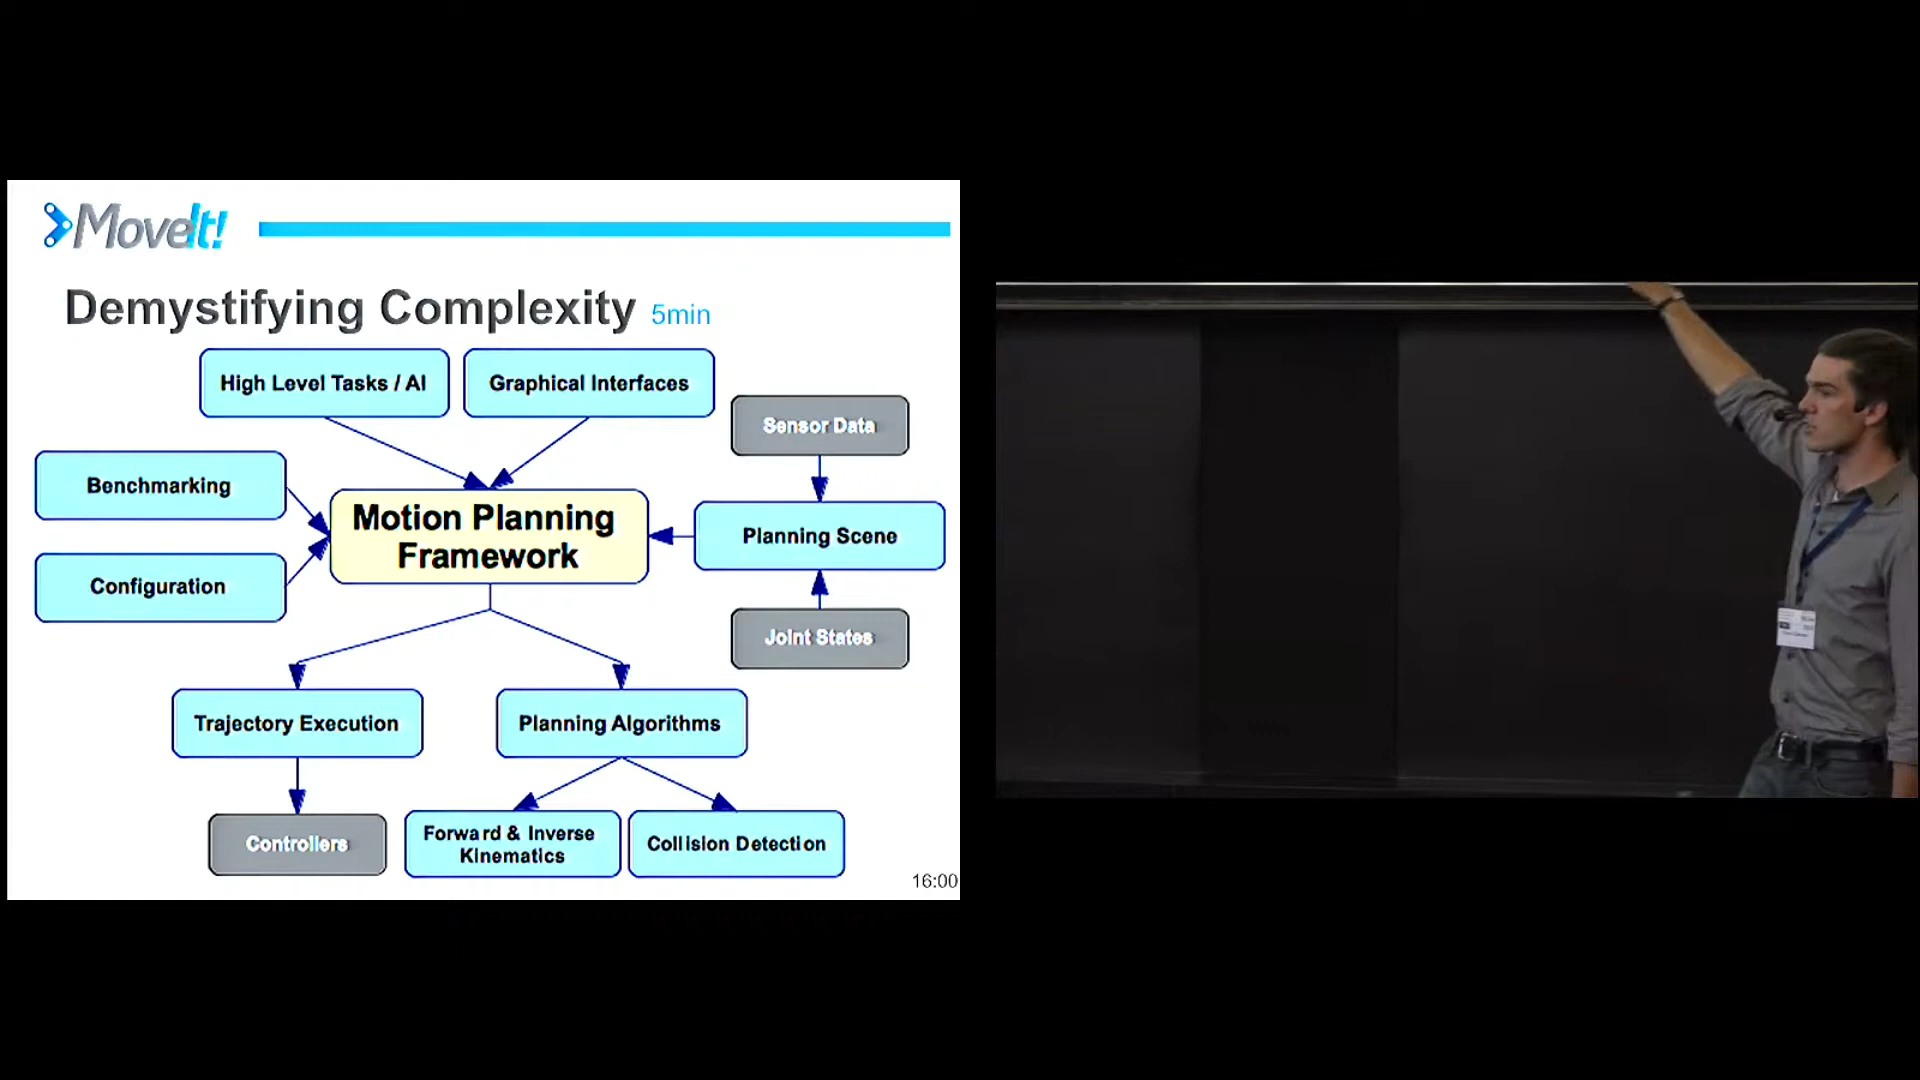 MoveIt!
Demystifying Complexity 5min
High Level Tasks / AI
Graphical Interfaces
Sensor Data
Benchmarking
Motion Planning
Framework
Planning Scene
Configuration
Joint States
Trajectory Execution
Planning Algorithms
Controllers
Forward & Inverse
Kinematics
Collision Detection
16:00